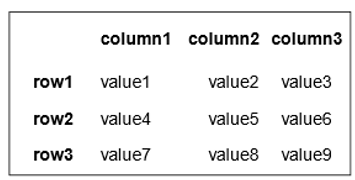 column1 column2 column3
row1 value1 value2 value3
row2 value4 value5 value6
row3 value7 value8 value9